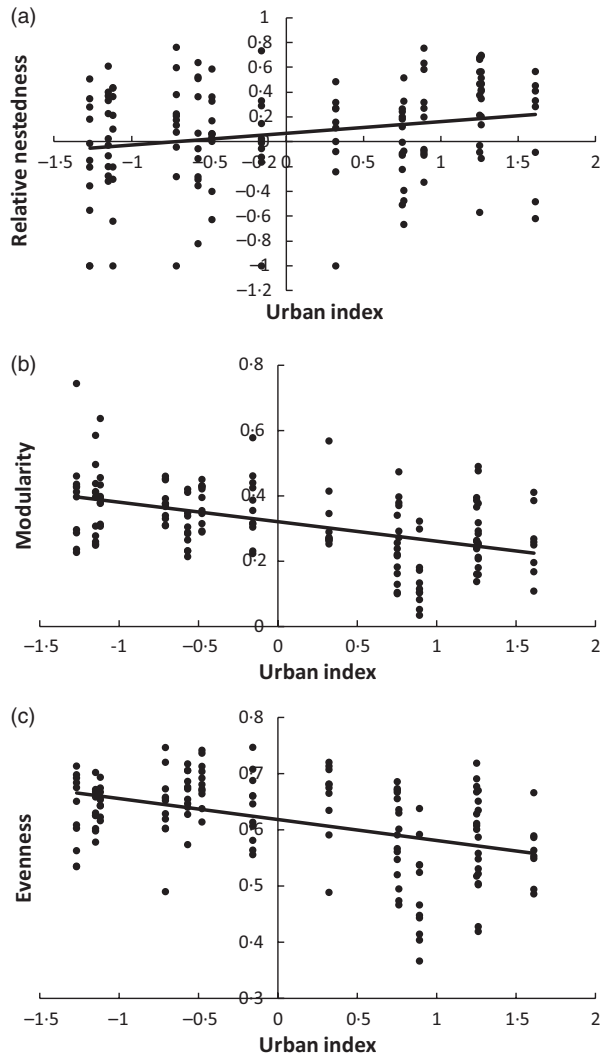 (a)
1
0·8
0·6
0·4
0·2
0
−0·2
−0·4
−0·6
−0·8
−1
−1·2
−1·5 −1 −0·5 0 0·5 1 1·5 2
Relative nestedness
Urban index
(b)
0·8
0·6
0·4
0·2
0
−1·5 -1 −0·5 0 0·5 1 1·5 2
Modularity
Urban index
(c)
0·8
0·7
0·6
0·5
0·4
0·3
−1·5 −1 −0·5 0 0·5 1 1·5 2
Evenness
Urban index